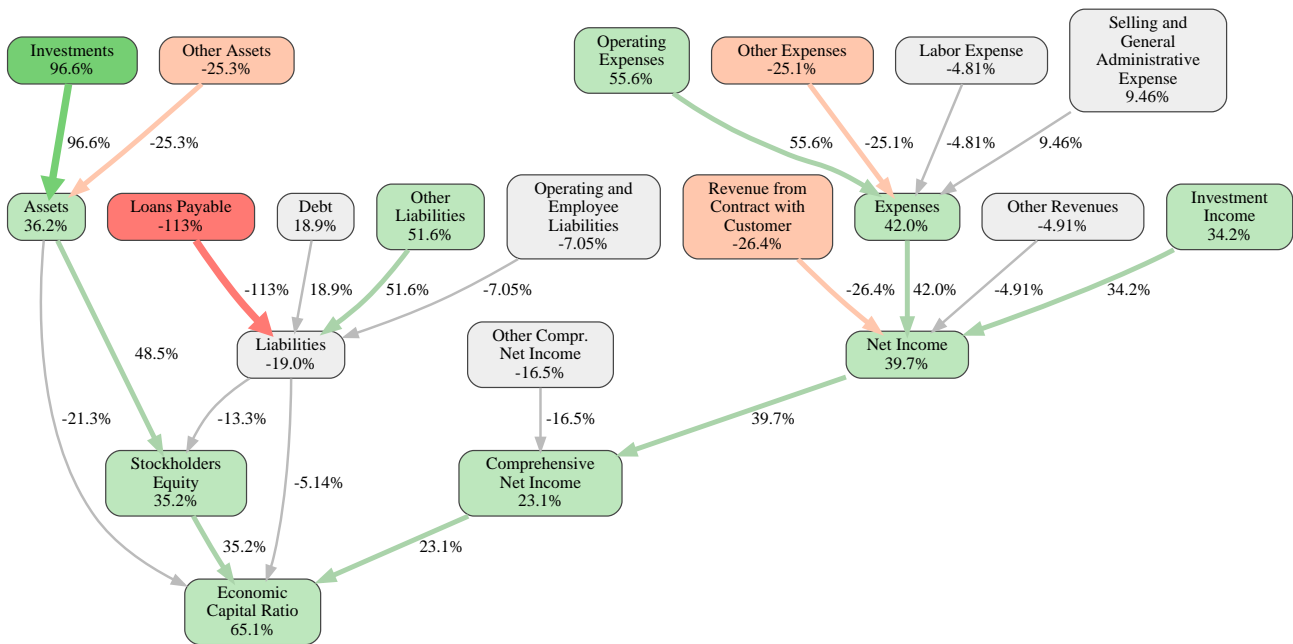 Investments
96.6%
Other Assets
-25.3%
Operating
Expenses
55.6%
Other Expenses
-25.1%
Labor Expense
-4.81%
Selling and
General
Administrative
Expense
9.46%
96.6%
-25.3%
55.6%
-25.1%
-4.81%
9.46%
Assets
36.2%
Loans Payable
-113%
Debt
18.9%
Other
Liabilities
51.6%
Operating and
Employee
Liabilities
-7.05%
Revenue from
Contract with
Customer
-26.4%
Expenses
42.0%
Other Revenues
-4.91%
Investment
Income
34.2%
-113%
18.9%
51.6%
-7.05%
-26.4%
42.0%
-4.91%
34.2%
48.5%
Liabilities
-19.0%
Other Compr.
Net Income
-16.5%
Net Income
39.7%
-21.3%
-13.3%
-16.5%
39.7%
Stockholders
Equity
35.2%
-5.14%
Comprehensive
Net Income
23.1%
35.2%
23.1%
Economic
Capital Ratio
65.1%